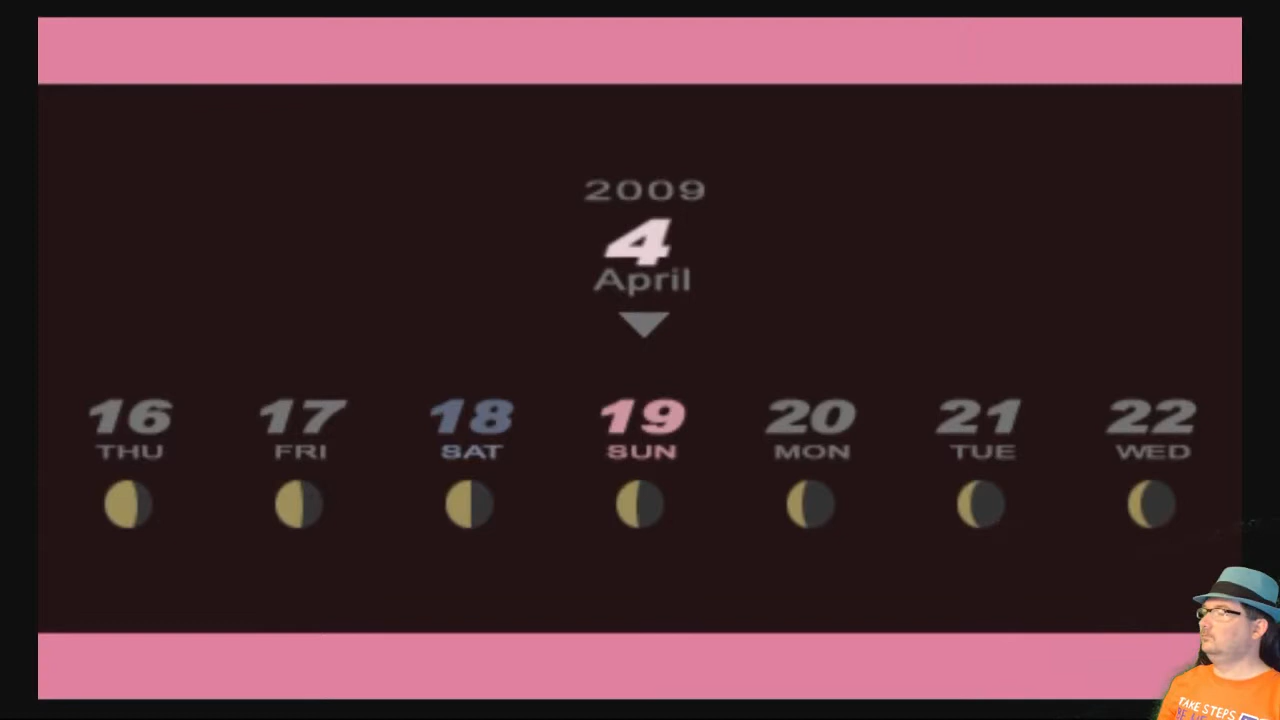 2009
4
April
16 17 18 19 20 21 22
THU FRI SAT SUN MON TUE WED
TAKE STEPS